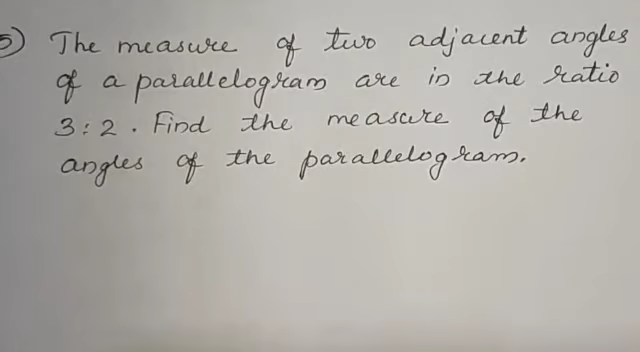 5) The measure of two adjacent angles
of a parallelogram are in the ratio
3:2. Find the measure of the
angles of the parallelogram.